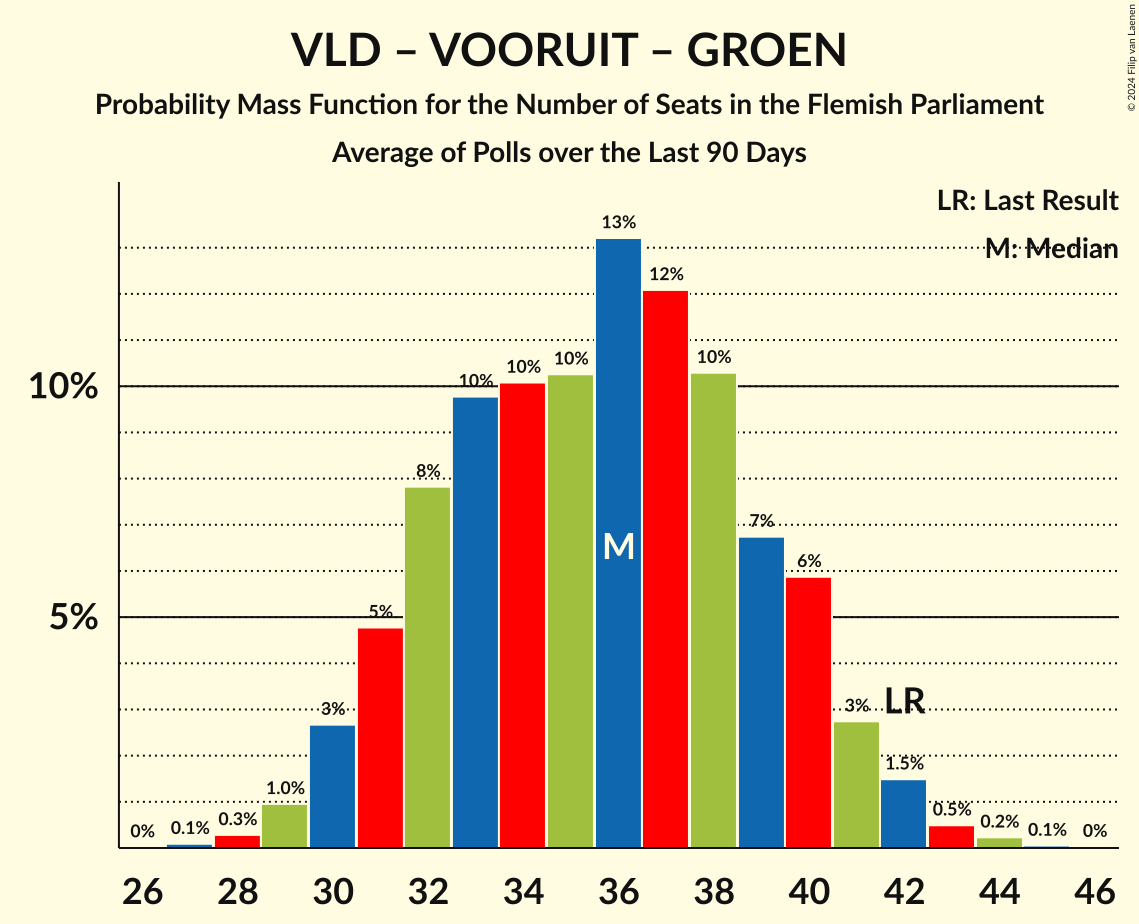 VLD – VOORUIT – GROEN
Probability Mass Function for the Number of Seats in the Flemish Parliament
Average of Polls over the Last 90 Days
© 2024 Filip van Laenen
LR: Last Result
M: Median
10%
5%
0%
0.1%
0.3%
1.0%
3%
5%
8%
10%
10%
10%
13%
12%
10%
7%
6%
3%
1.5%
0.5%
0.2%
0.1%
0%
M
LR
26 28 30 32 34 36 38 40 42 44 46